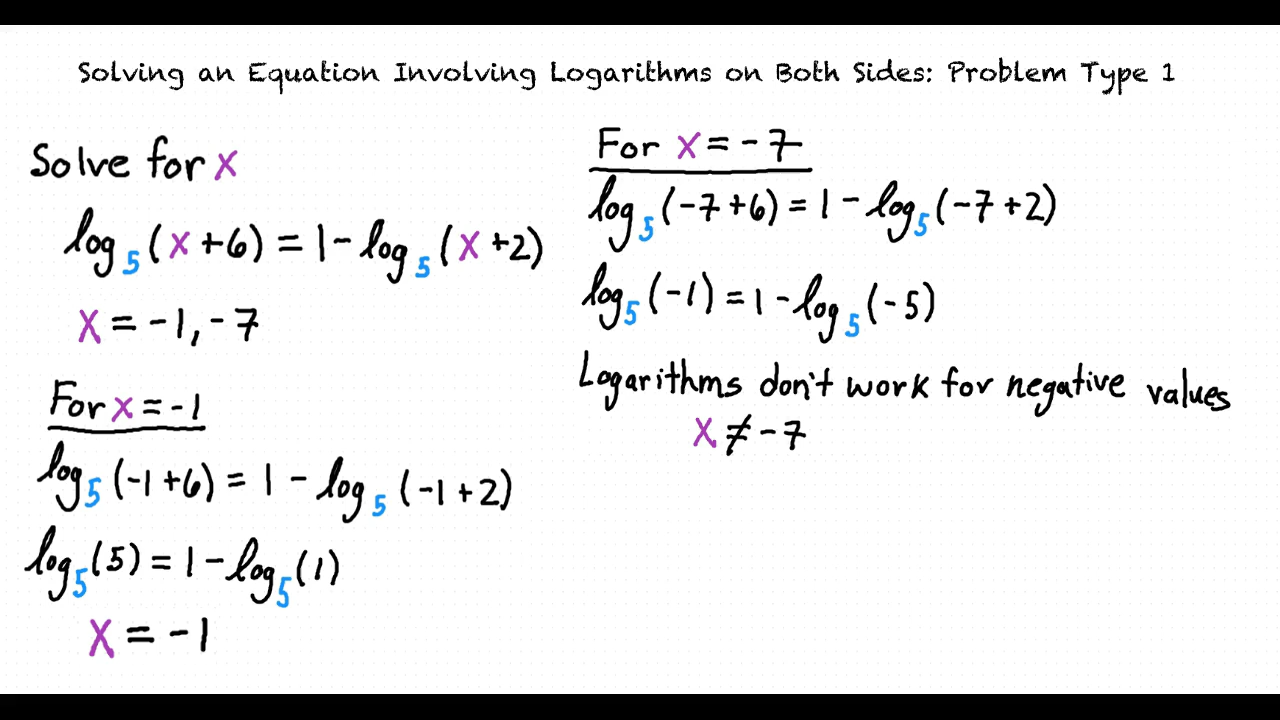 Solving an Equation Involving Logarithms on Both Sides: Problem Type 1
Solve for x
log₅(x+6) = 1 - log₅(x+2)
x = -1, -7
For x = -1
log₅(-1+6) = 1 - log₅(-1+2)
log₅(5) = 1 - log₅(1)
x = -1
For x = -7
log₅(-7+6) = 1 - log₅(-7+2)
log₅(-1) = 1 - log₅(-5)
Logarithms don't work for negative values
x ≠ -7